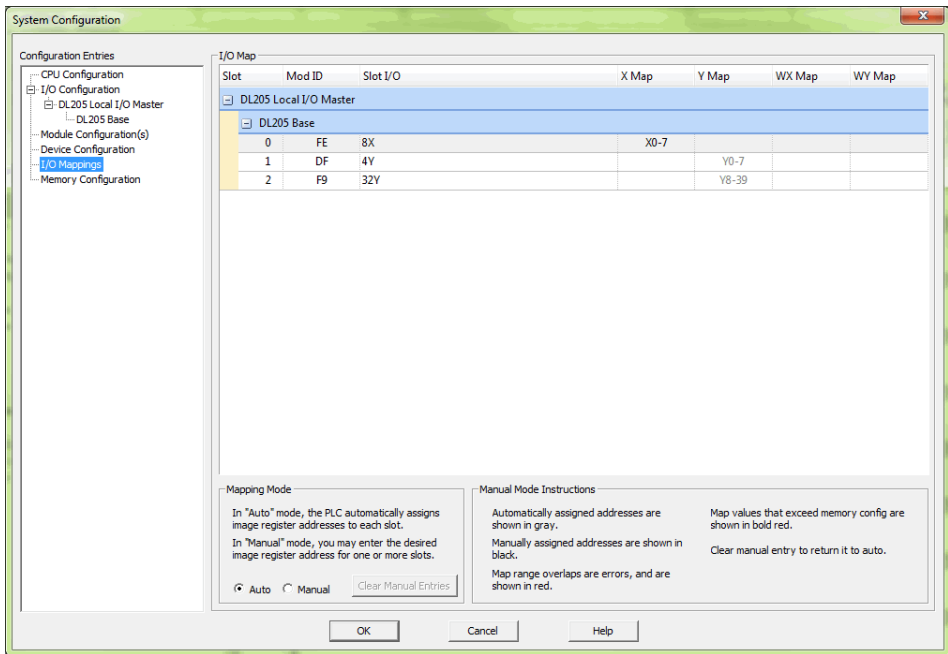 System Configuration
Configuration Entries
CPU Configuration
I/O Configuration
DL205 Local I/O Master
DL205 Base
Module Configuration(s)
Device Configuration
I/O Mappings
Memory Configuration
I/O Map
Slot Mod ID Slot I/O X Map Y Map WX Map WY Map
DL205 Local I/O Master
DL205 Base
0 FE 8X X0-7
1 DF 4Y Y0-7
2 F9 32Y Y8-39
Mapping Mode
In "Auto" mode, the PLC automatically assigns
image register addresses to each slot.
In "Manual" mode, you may enter the desired
image register address for one or more slots.
Auto Manual Clear Manual Entries
Manual Mode Instructions
Automatically assigned addresses are
shown in gray.
Manually assigned addresses are shown in
black.
Map range overlaps are errors, and are
shown in red.
Map values that exceed memory config are
shown in bold red.
Clear manual entry to return it to auto.
OK Cancel Help